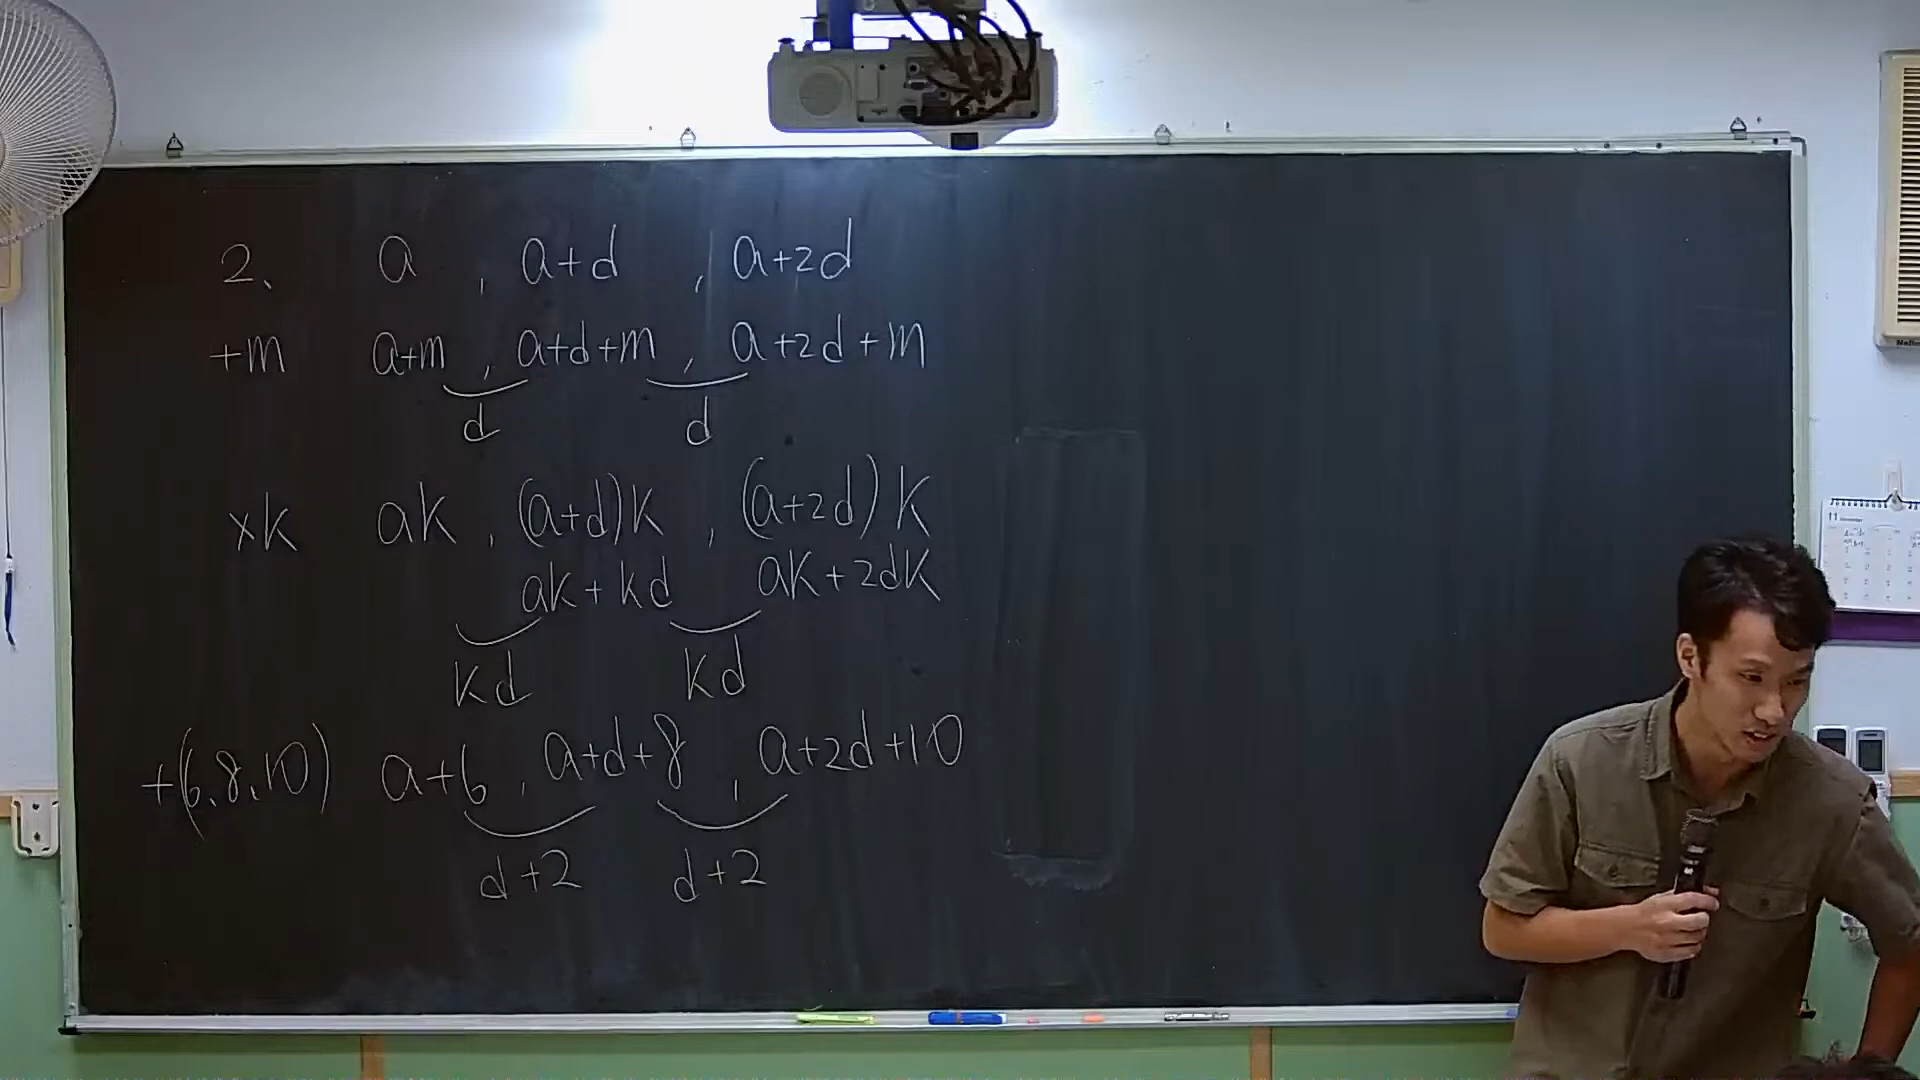 2、 a , a+d , a+2d
+m a+m , a+d+m , a+2d+m
d d
×k ak , (a+d)k , (a+2d)k
ak+kd ak+2dk
kd kd
+(6.8.10) a+6 , a+d+8 , a+2d+10
d+2 d+2
11